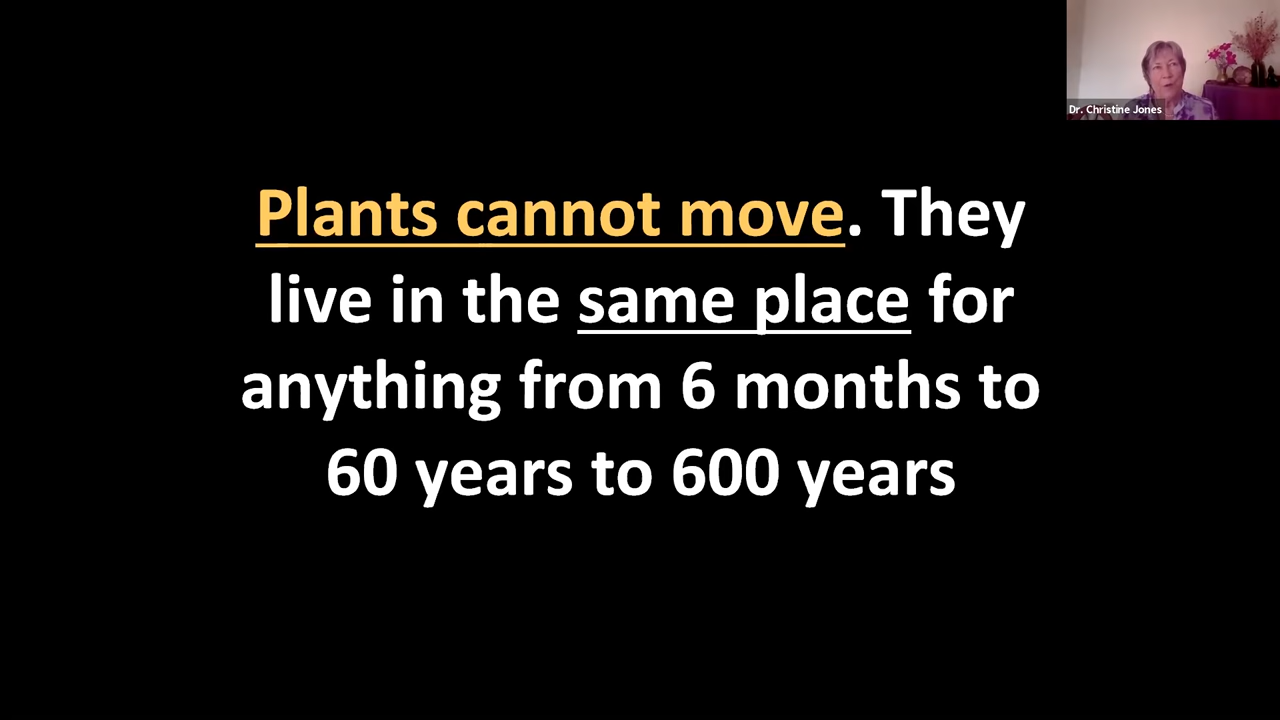 Dr. Christine Jones
Plants cannot move. They
live in the same place for
anything from 6 months to
60 years to 600 years